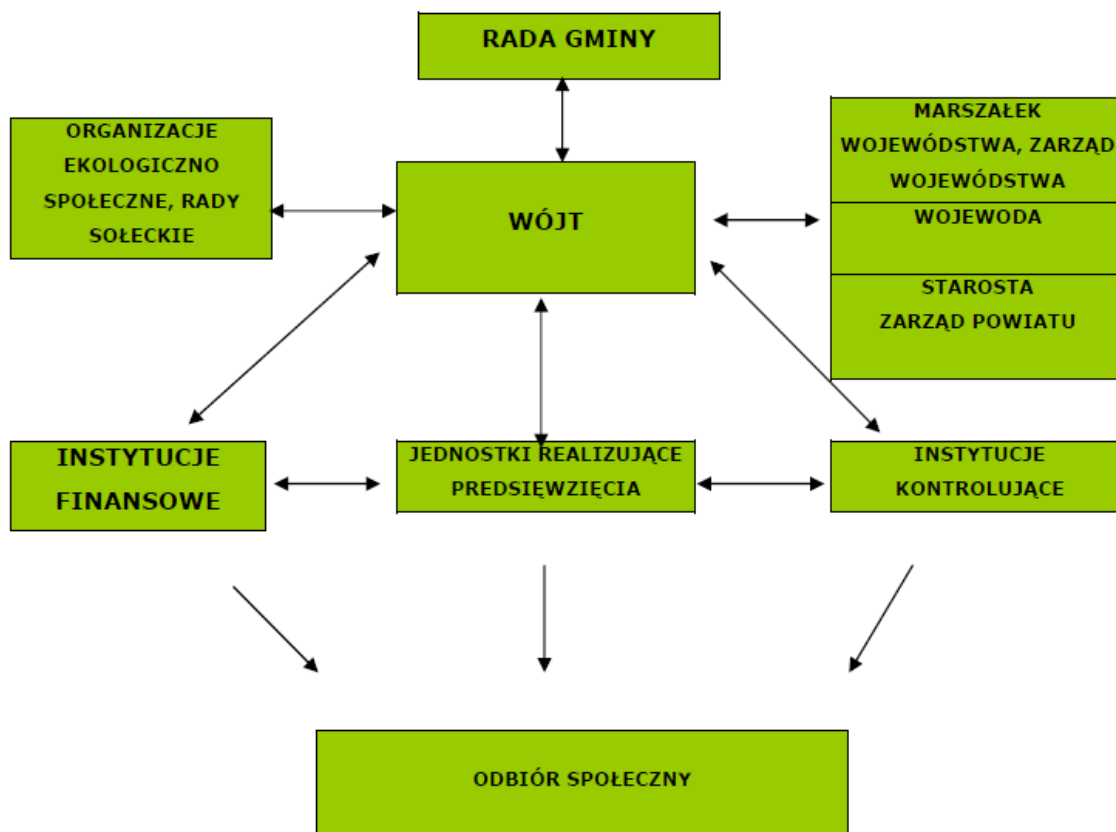 RADA GMINY
ORGANIZACJE
EKOLOGICZNO
SPOŁECZNE, RADY
SOŁECKIE
WÓJT
MARSZAŁEK
WOJEWÓDSTWA, ZARZĄD
WOJEWÓDSTWA
WOJEWODA
STAROSTA
ZARZĄD POWIATU
INSTYTUCJE
FINANSOWE
JEDNOSTKI REALIZUJĄCE
PREDSIĘWZIĘCIA
INSTYTUCJE
KONTROLUJĄCE
ODBIÓR SPOŁECZNY